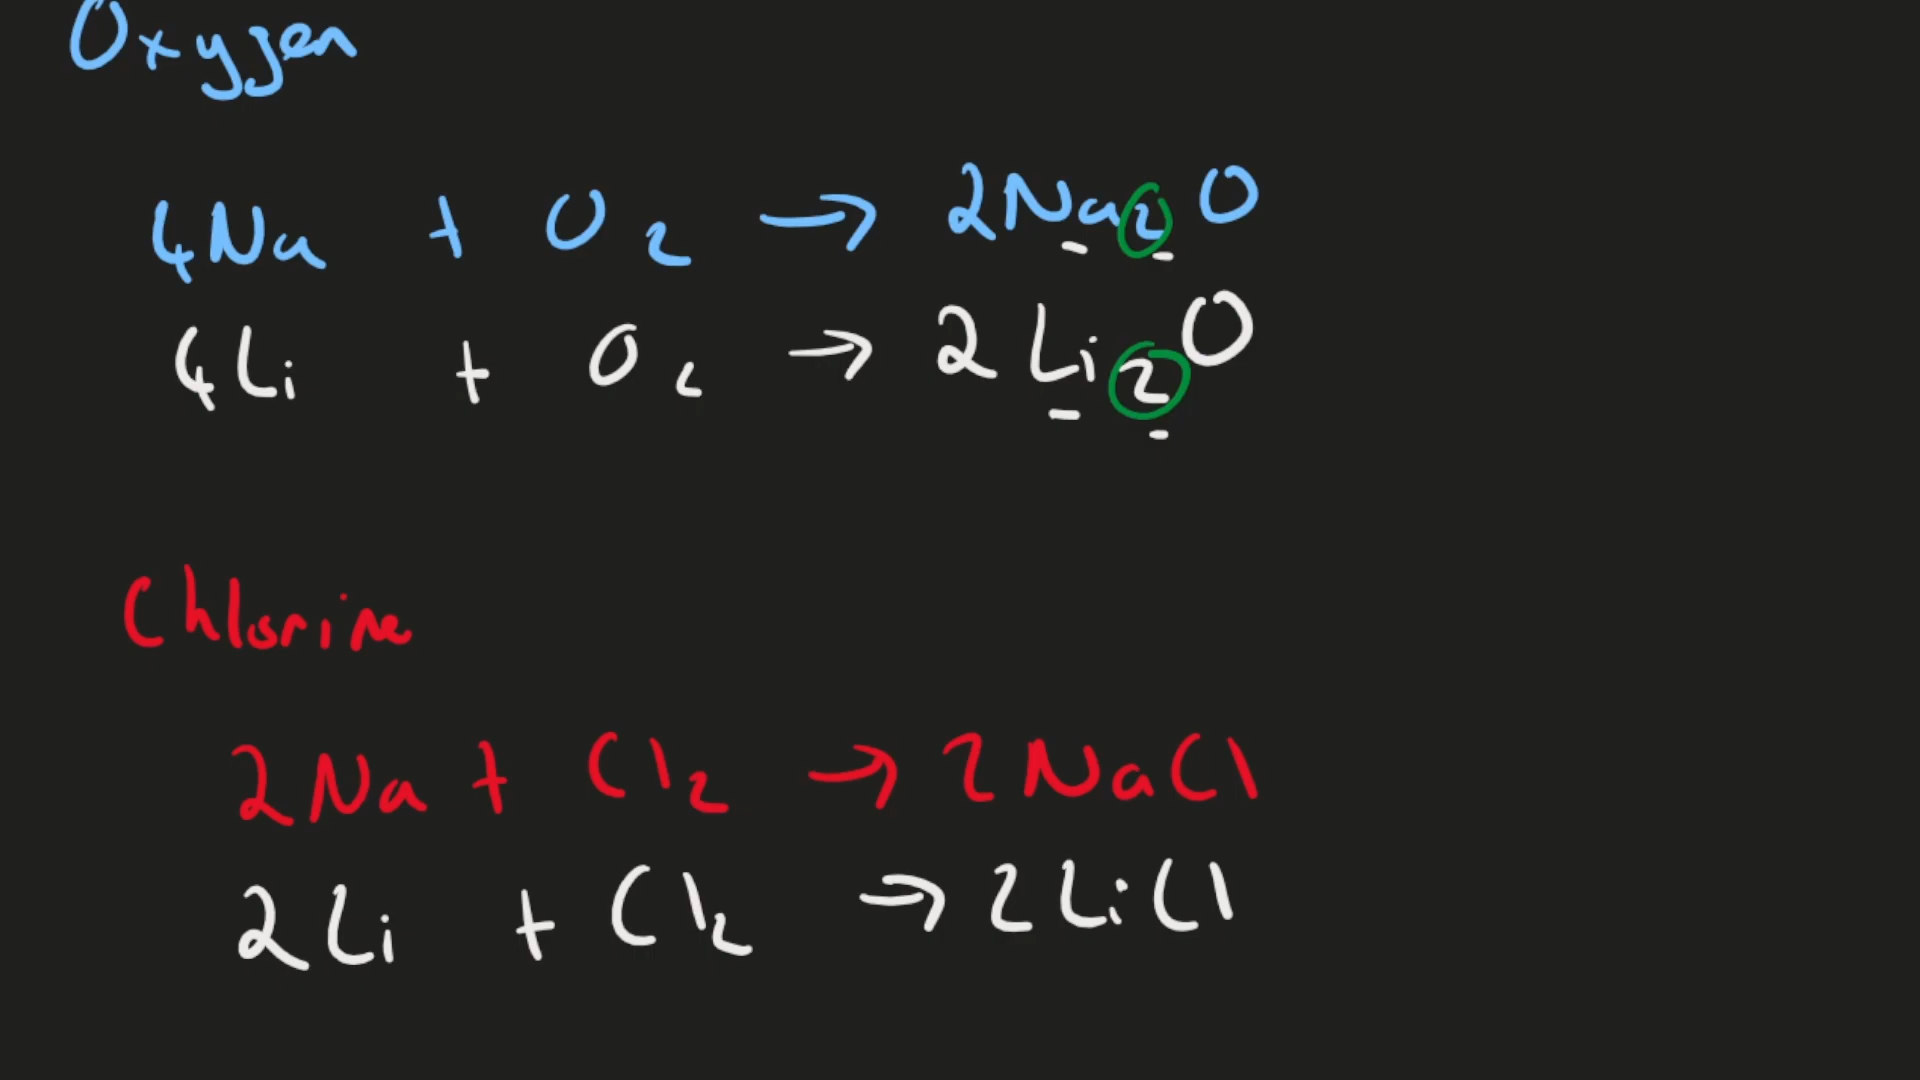 Oxygen
4Na + O₂ → 2Na₂O
4Li + O₂ → 2Li₂O
Chlorine
2Na + Cl₂ → 2NaCl
2Li + Cl₂ → 2LiCl